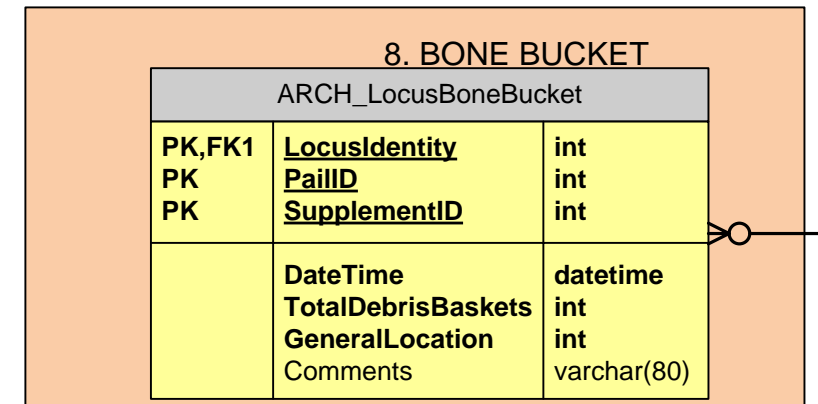 8. BONE BUCKET
ARCH_LocusBoneBucket
PK,FK1 LocusIdentity int
PK PailID int
PK SupplementID int
DateTime datetime
TotalDebrisBaskets int
GeneralLocation int
Comments varchar(80)